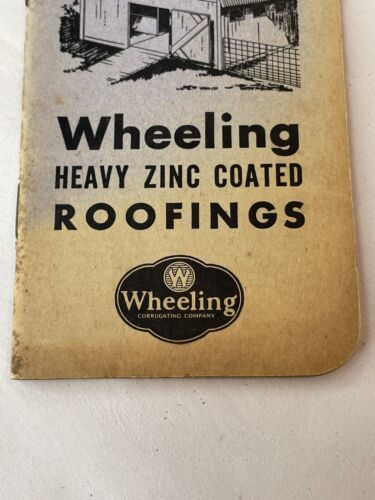 Wheeling
HEAVY ZINC COATED
ROOFINGS
W
Wheeling
CORRUGATING COMPANY